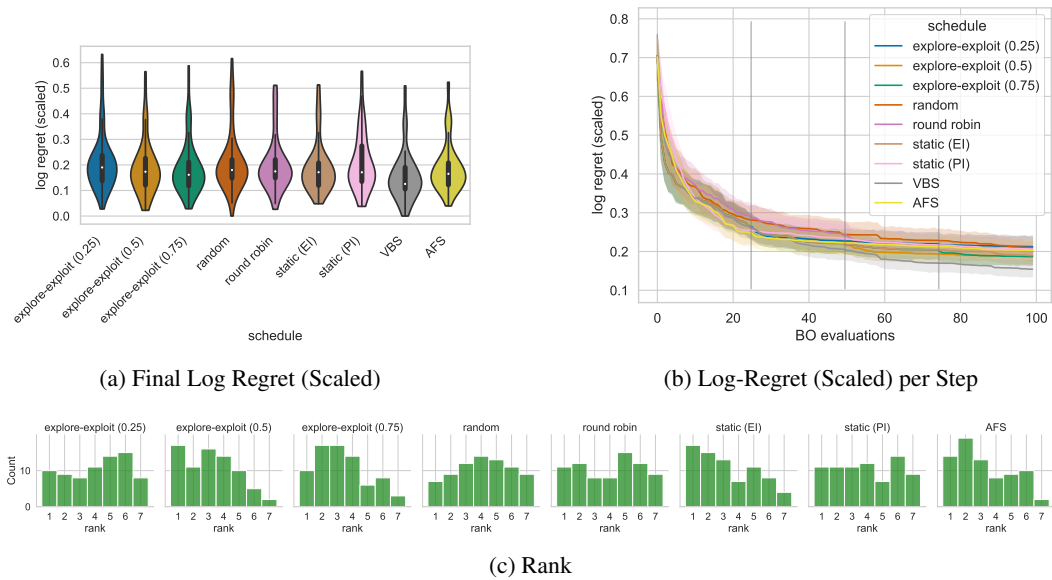 0.6
0.5
0.4
0.3
0.2
0.1
0.0
log regret (scaled)
explore-exploit (0.25)
explore-exploit (0.5)
explore-exploit (0.75)
random
round robin
static (EI)
static (PI)
VBS
AFS
schedule
(a) Final Log Regret (Scaled)
0.8
0.7
0.6
0.5
0.4
0.3
0.2
0.1
log regret (scaled)
schedule
explore-exploit (0.25)
explore-exploit (0.5)
explore-exploit (0.75)
random
round robin
static (EI)
static (PI)
VBS
AFS
0 20 40 60 80 100
BO evaluations
(b) Log-Regret (Scaled) per Step
explore-exploit (0.25) explore-exploit (0.5) explore-exploit (0.75) random round robin static (EI) static (PI) AFS
Count
10
0
1 2 3 4 5 6 7 1 2 3 4 5 6 7 1 2 3 4 5 6 7 1 2 3 4 5 6 7 1 2 3 4 5 6 7 1 2 3 4 5 6 7 1 2 3 4 5 6 7 1 2 3 4 5 6 7
rank rank rank rank rank rank rank rank
(c) Rank